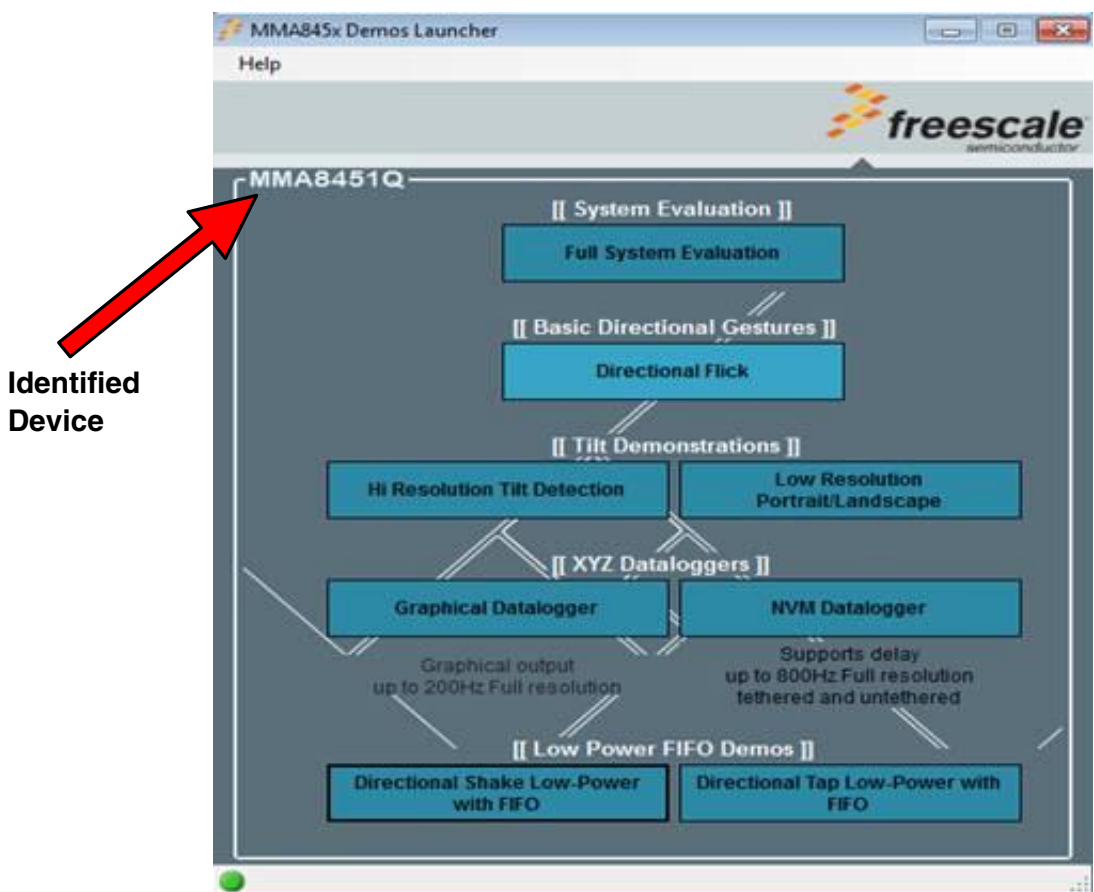 MMA845x Demos Launcher
Help
freescale
semiconductor
MMA8451Q
[[ System Evaluation ]]
Full System Evaluation
[[ Basic Directional Gestures ]]
Directional Flick
Identified
Device
[[ Tilt Demonstrations ]]
Hi Resolution Tilt Detection
Low Resolution
Portrait/Landscape
[[ XYZ Dataloggers ]]
Graphical Datalogger
NVM Datalogger
Graphical output
up to 200Hz Full resolution
Supports delay
up to 800Hz Full resolution
tethered and untethered
[[ Low Power FIFO Demos ]]
Directional Shake Low-Power
with FIFO
Directional Tap Low-Power with
FIFO